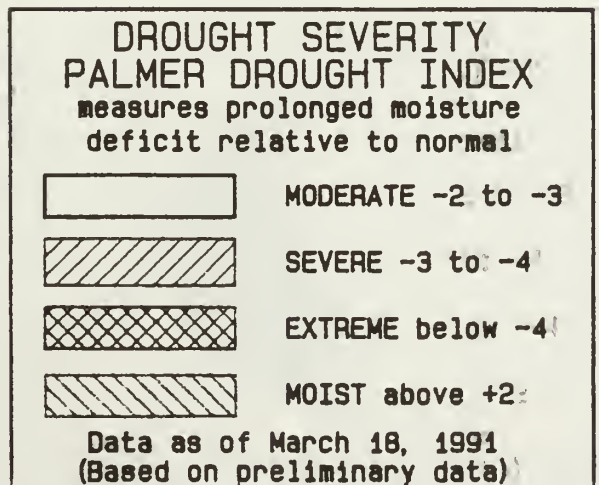 DROUGHT SEVERITY
PALMER DROUGHT INDEX
measures prolonged moisture
deficit relative to normal
MODERATE -2 to -3
SEVERE -3 to -4
EXTREME below -4
MOIST above +2
Data as of March 18, 1991
(Based on preliminary data)